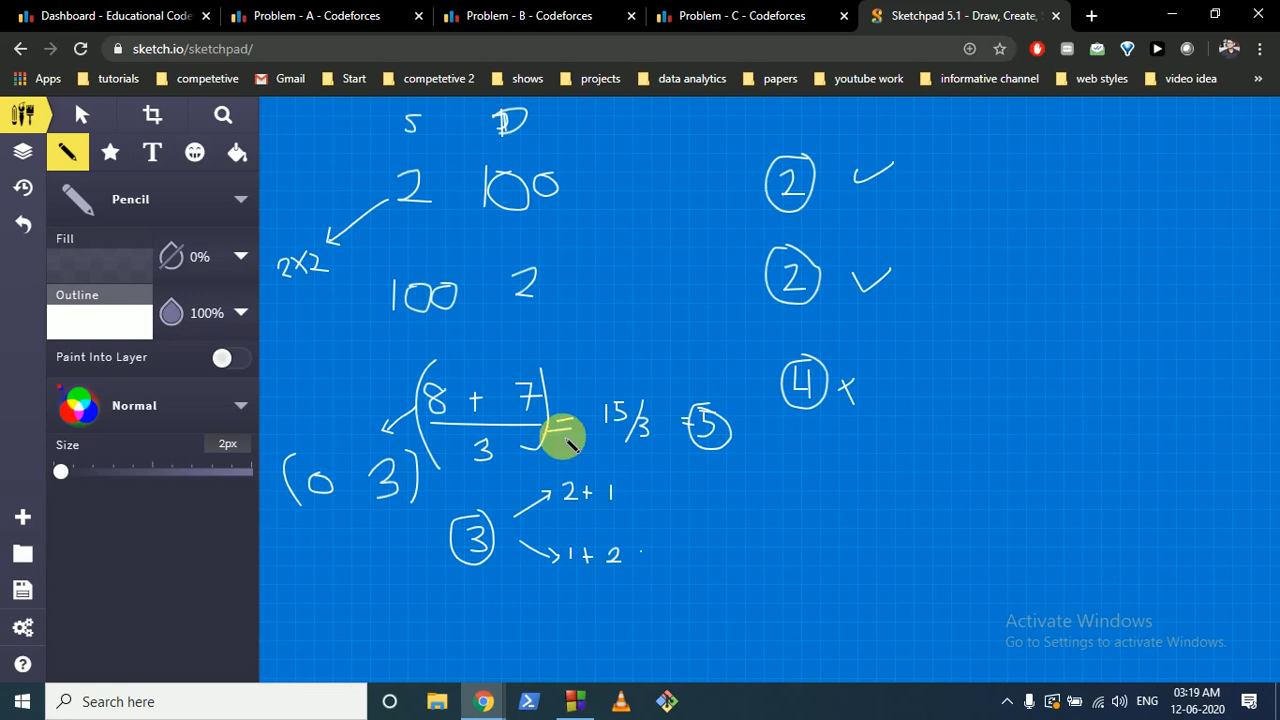 Dashboard - Educational Code
Problem - A - Codeforces
Problem - B - Codeforces
Problem - C - Codeforces
Sketchpad 5.1 - Draw, Create,
sketch.io/sketchpad/
Apps tutorials competetive Gmail Start competetive 2 shows projects data analytics papers youtube work informative channel web styles video idea »
Pencil
Fill
0%
Outline
100%
Paint Into Layer
Normal
Size 2px
S D
2 100 2 ✓
2x2
100 2 2 ✓
(8 + 7) = 15/3 = 5 4 x
3
(0 3)
3
2+ 1
1+ 2
Activate Windows
Go to Settings to activate Windows.
Search here
ENG
03:19 AM
12-06-2020